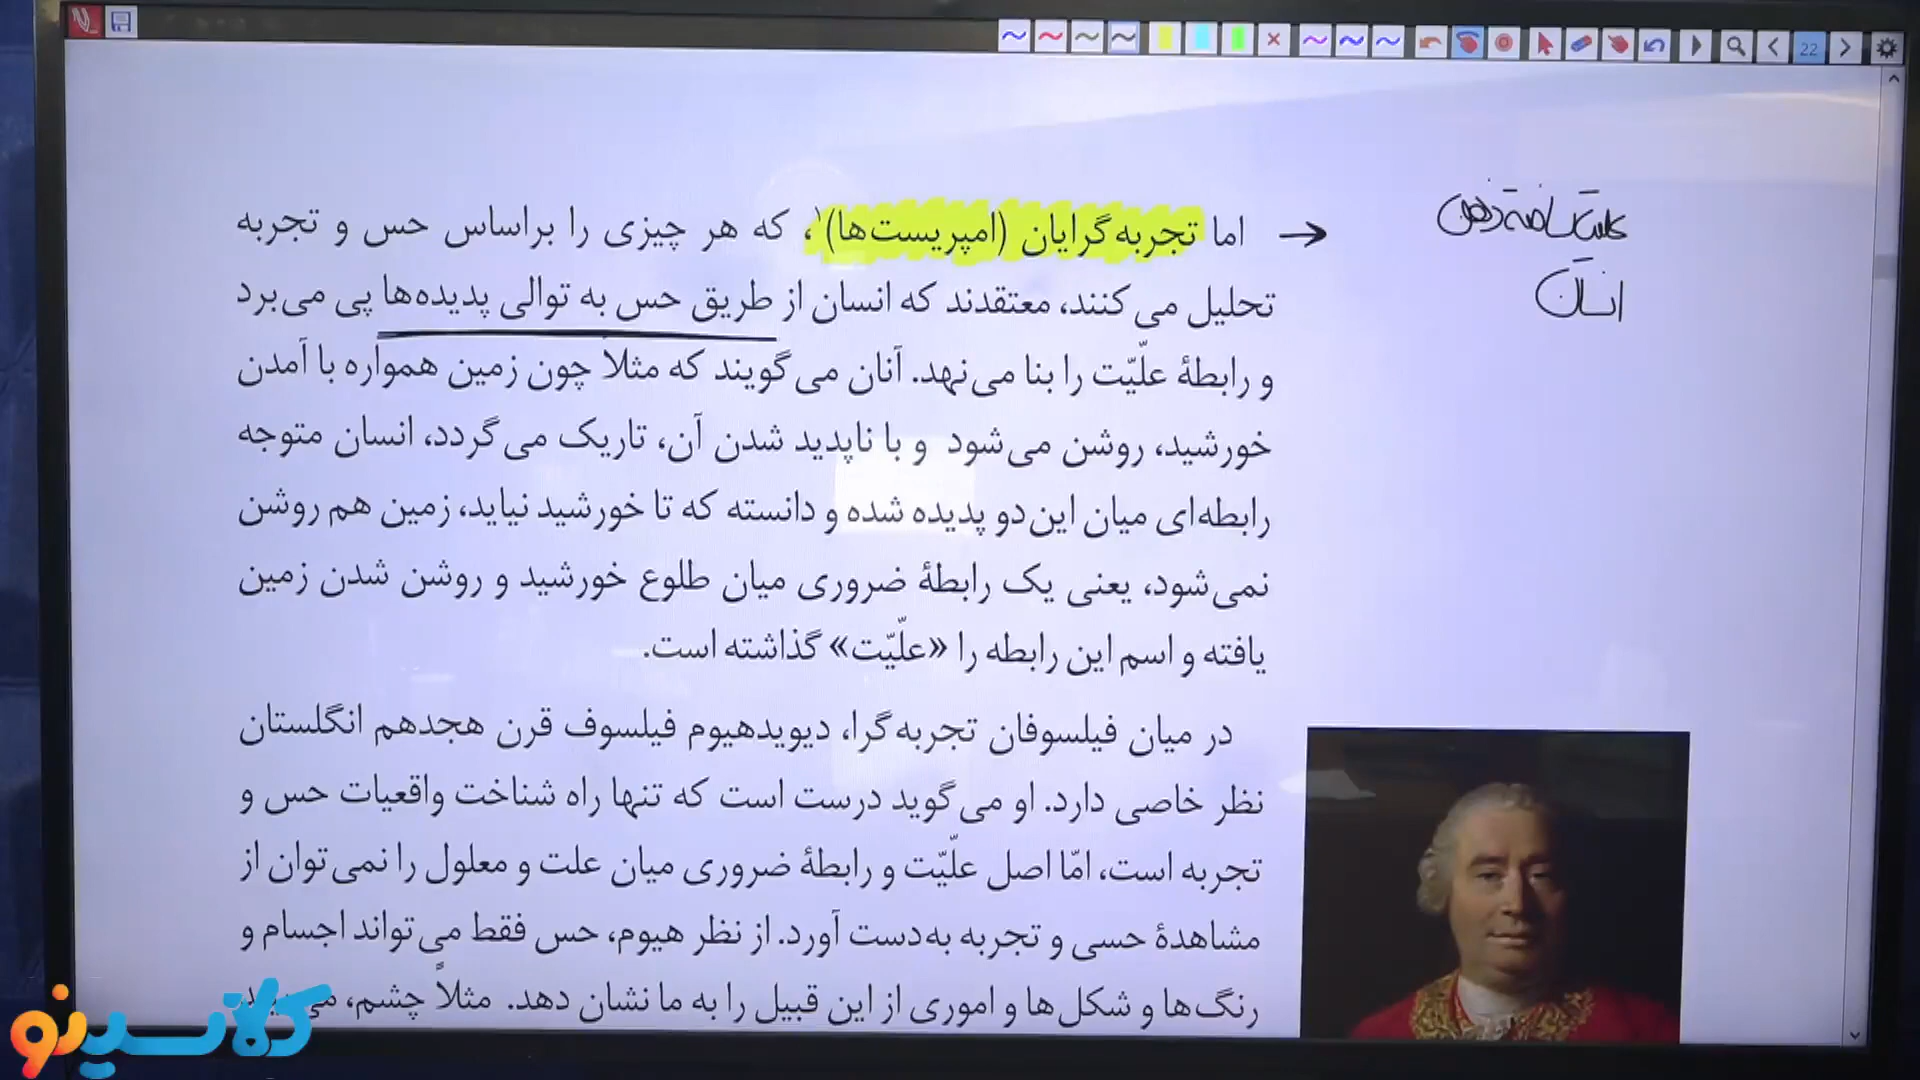 22
علیت ساخته ذهن
انسان
اما تجربه‌گرایان (امپریست‌ها)۱، که هر چیزی را براساس حس و تجربه
تحلیل می‌کنند، معتقدند که انسان از طریق حس به توالی پدیده‌ها پی می‌برد
و رابطهٔ علّیّت را بنا می‌نهد. آنان می‌گویند که مثلاً چون زمین همواره با آمدن
خورشید، روشن می‌شود و با ناپدید شدن آن، تاریک می‌گردد، انسان متوجه
رابطه‌ای میان این دو پدیده شده و دانسته که تا خورشید نیاید، زمین هم روشن
نمی‌شود، یعنی یک رابطهٔ ضروری میان طلوع خورشید و روشن شدن زمین
یافته و اسم این رابطه را «علّیّت» گذاشته است.
در میان فیلسوفان تجربه‌گرا، دیویدهیوم فیلسوف قرن هجدهم انگلستان
نظر خاصی دارد. او می‌گوید درست است که تنها راه شناخت واقعیات حس و
تجربه است، امّا اصل علّیّت و رابطهٔ ضروری میان علت و معلول را نمی‌توان از
مشاهدهٔ حسی و تجربه به‌دست آورد. از نظر هیوم، حس فقط می‌تواند اجسام و
رنگ‌ها و شکل‌ها و اموری از این قبیل را به ما نشان دهد. مثلاً چشم،
کلاسینو